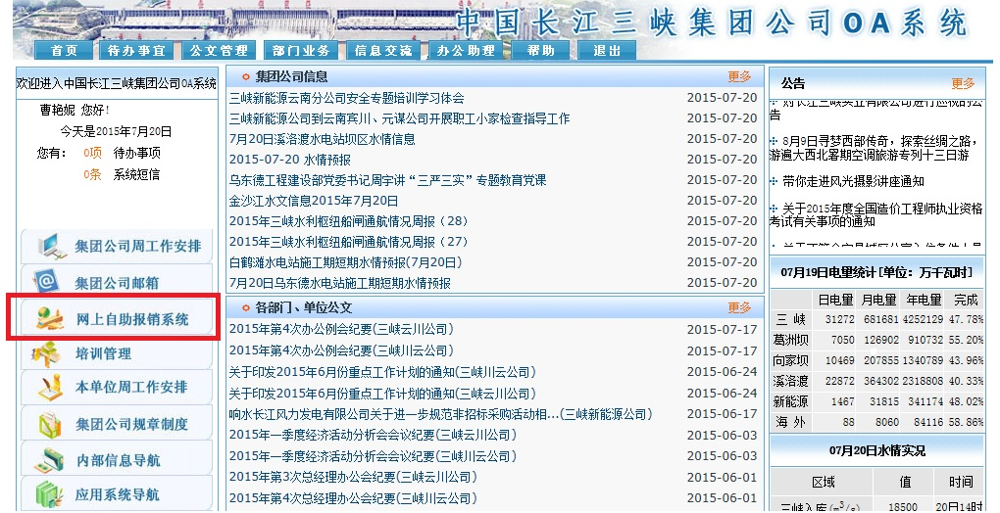 中国长江三峡集团公司OA系统
首页 待办事宜 公文管理 部门业务 信息交流 办公助理 帮助 退出
欢迎进入中国长江三峡集团公司OA系统
曹艳妮 您好!
今天是2015年7月20日
您有: 0项 待办事项
0条 系统短信
集团公司周工作安排
集团公司邮箱
网上自助报销系统
培训管理
本单位周工作安排
集团公司规章制度
内部信息导航
应用系统导航
集团公司信息 更多
三峡新能源云南分公司安全专题培训学习体会 2015-07-20
三峡新能源公司到云南宾川、元谋公司开展职工小家检查指导工作 2015-07-20
7月20日溪洛渡水电站坝区水情信息 2015-07-20
2015-07-20 水情预报 2015-07-20
乌东德工程建设部党委书记周宇讲“三严三实”专题教育党课 2015-07-20
金沙江水文信息2015年7月20日 2015-07-20
2015年三峡水利枢纽船闸通航情况周报(28) 2015-07-20
2015年三峡水利枢纽船闸通航情况周报(27) 2015-07-20
白鹤滩水电站施工期短期水情预报(7月20日) 2015-07-20
7月20日乌东德水电站施工期短期水情预报 2015-07-20
各部门、单位公文 更多
2015年第4次办公例会纪要(三峡云川公司) 2015-07-17
2015年第4次办公例会纪要(三峡川云公司) 2015-07-17
关于印发2015年6月份重点工作计划的通知(三峡川云公司) 2015-06-24
关于印发2015年6月份重点工作计划的通知(三峡云川公司) 2015-06-24
响水长江风力发电有限公司关于进一步规范非招标采购活动相...(三峡新能源公司) 2015-06-17
2015年一季度经济活动分析会会议纪要(三峡云川公司) 2015-06-03
2015年一季度经济活动分析会会议纪要(三峡川云公司) 2015-06-03
2015年第3次总经理办公会纪要(三峡川云公司) 2015-06-01
2015年第4次总经理办公会纪要(三峡云川公司) 2015-06-01
公告 更多
对长江三峡实业有限公司进行巡视的公
告
8月9日寻梦西部传奇，探索丝绸之路，
游遍大西北暑期空调旅游专列十三日游
带你走进风光摄影讲座通知
关于2015年度全国造价工程师执业资格
考试有关事项的通知
07月19日电量统计[单位：万千瓦时]
日电量 月电量 年电量 完成
三 峡 31272 681681 4252129 47.78%
葛洲坝 7050 126902 910732 55.20%
向家坝 10469 207855 1340789 43.96%
溪洛渡 22872 364302 2318808 40.33%
新能源 1467 31815 341174 48.02%
海 外 88 8060 84116 58.86%
07月20日水情实况
区域 值 时间
三峡入库(m³/s) 18500 20日14时